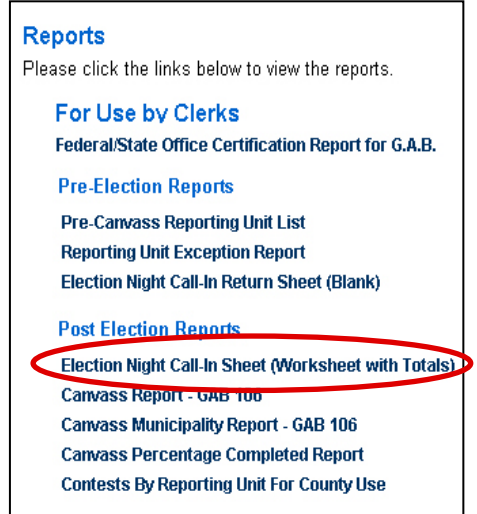 Reports
Please click the links below to view the reports.
For Use by Clerks
Federal/State Office Certification Report for G.A.B.
Pre-Election Reports
Pre-Canvass Reporting Unit List
Reporting Unit Exception Report
Election Night Call-In Return Sheet (Blank)
Post Election Reports
Election Night Call-In Sheet (Worksheet with Totals)
Canvass Report - GAB 106
Canvass Municipality Report - GAB 106
Canvass Percentage Completed Report
Contests By Reporting Unit For County Use